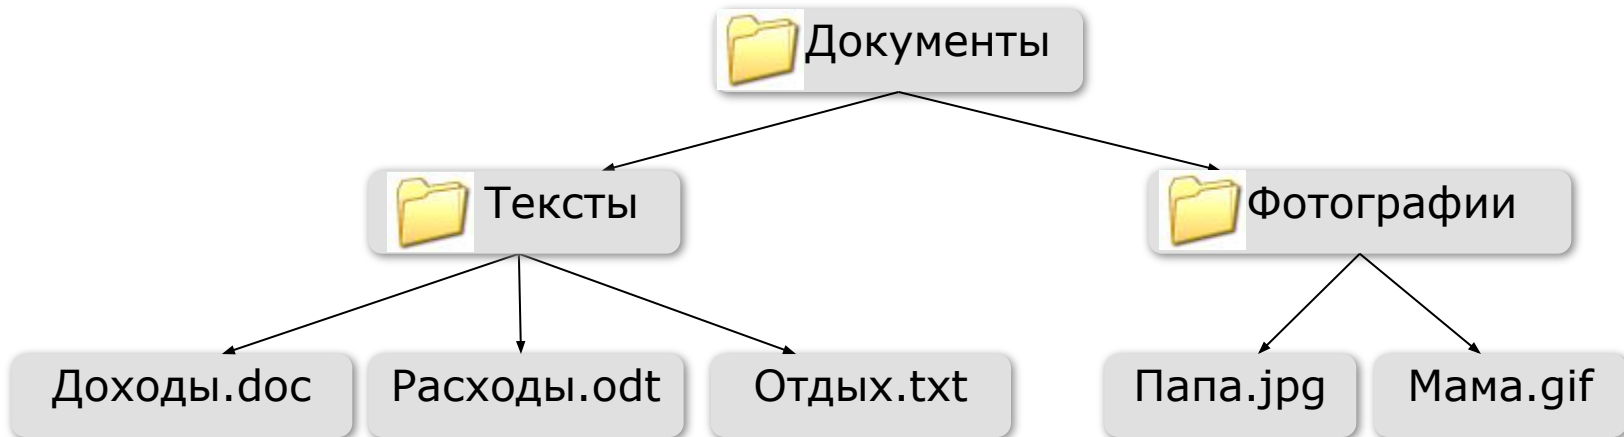 Документы
Тексты
Фотографии
Доходы.doc
Расходы.odt
Отдых.txt
Папа.jpg
Мама.gif